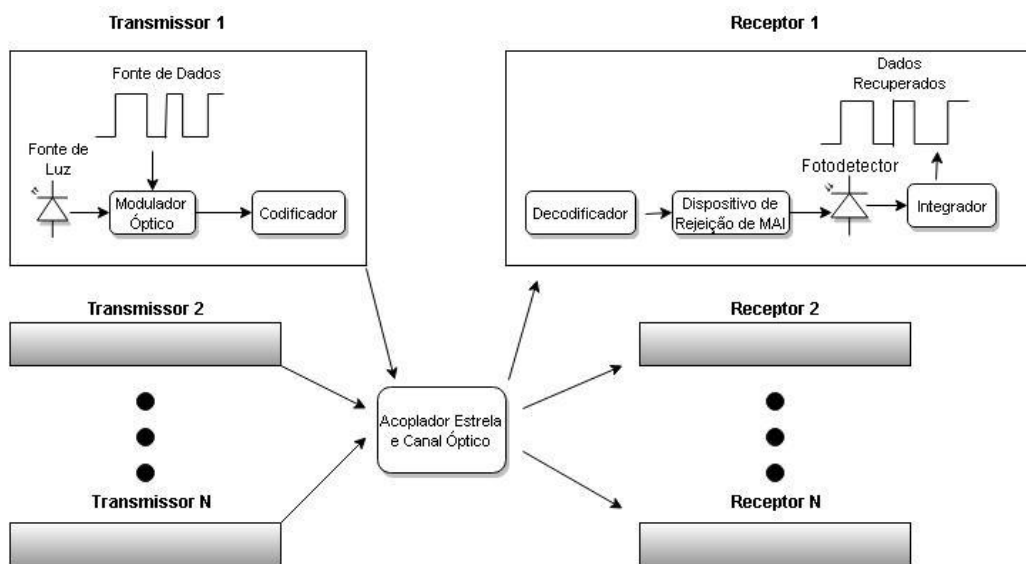 Transmissor 1
Fonte de Dados
Fonte de
Luz
Modulador
Óptico
Codificador
Receptor 1
Dados
Recuperados
Fotodetector
Decodificador
Dispositivo de
Rejeição de MAI
Integrador
Transmissor 2
Receptor 2
Acoplador Estrela
e Canal Óptico
Transmissor N
Receptor N